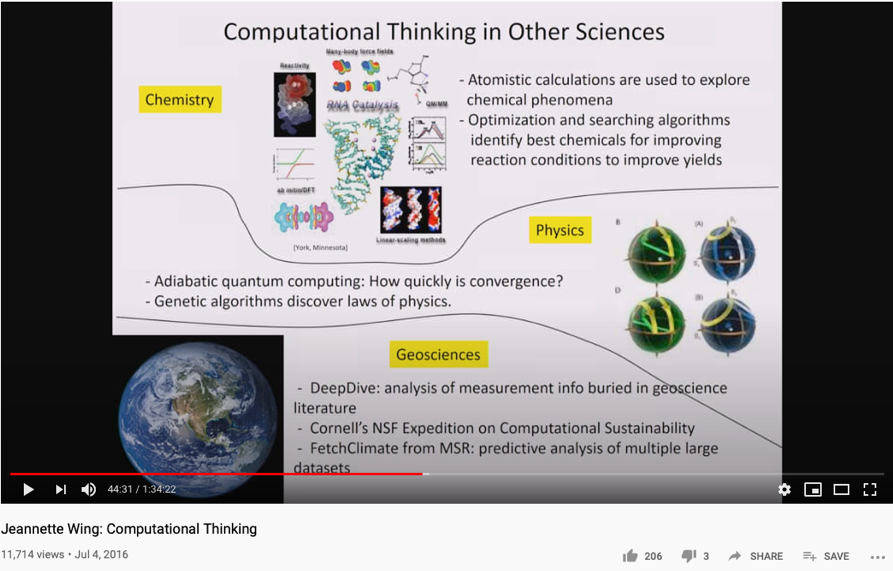 Computational Thinking in Other Sciences
Many-body force fields
Reactivity
Chemistry
RNA Catalysis
QM/MM
ab initio/DFT
Linear-scaling methods
[York, Minnesota]
- Atomistic calculations are used to explore
chemical phenomena
- Optimization and searching algorithms
identify best chemicals for improving
reaction conditions to improve yields
Physics
B
(A)
D
(B)
- Adiabatic quantum computing: How quickly is convergence?
- Genetic algorithms discover laws of physics.
Geosciences
- DeepDive: analysis of measurement info buried in geoscience
literature
- Cornell's NSF Expedition on Computational Sustainability
- FetchClimate from MSR: predictive analysis of multiple large
datasets
44:31 / 1:34:22
Jeannette Wing: Computational Thinking
11,714 views • Jul 4, 2016
206
3
SHARE
SAVE